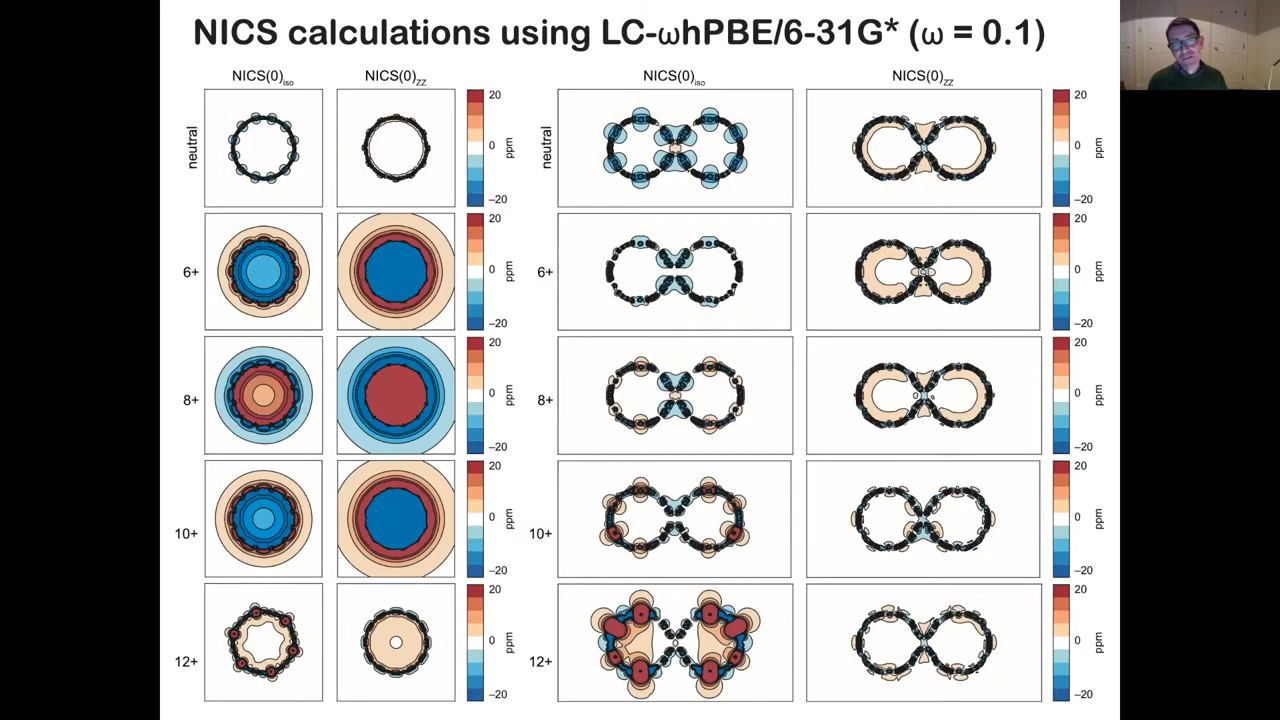 NICS calculations using LC-ωhPBE/6-31G* (ω = 0.1)
NICS(0)iso NICS(0)ZZ NICS(0)iso NICS(0)ZZ
neutral 20 0 –20 ppm neutral 20 0 –20 ppm
6+ 20 0 –20 ppm 6+ 20 0 –20 ppm
8+ 20 0 –20 ppm 8+ 20 0 –20 ppm
10+ 20 0 –20 ppm 10+ 20 0 –20 ppm
12+ 20 0 –20 ppm 12+ 20 0 –20 ppm